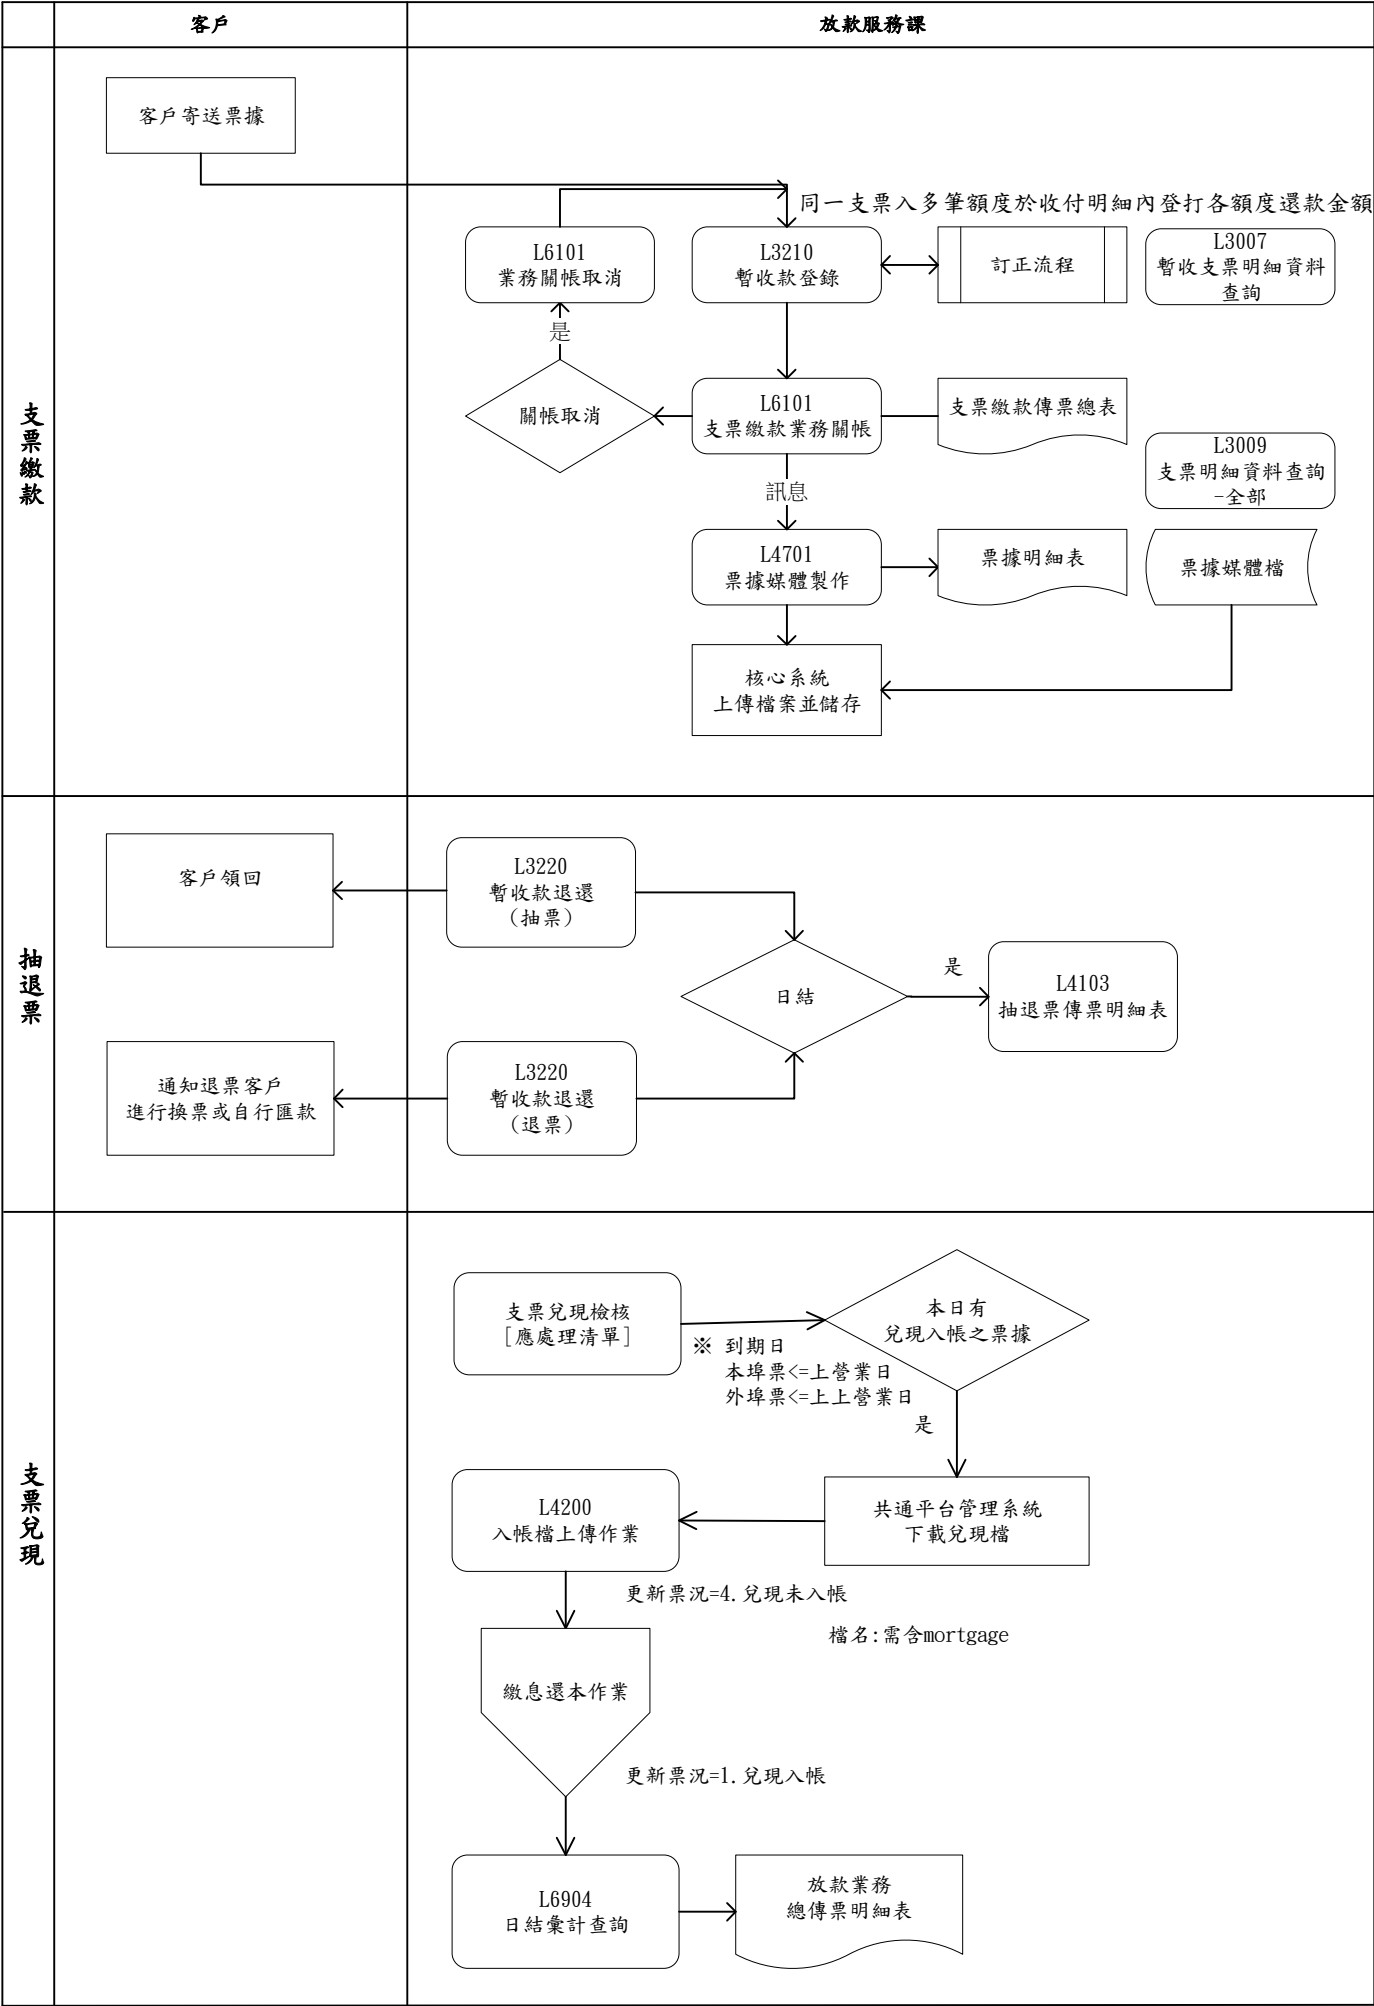 客戶
放款服務課
支票繳款
客戶寄送票據
同一支票入多筆額度於收付明細內登打各額度還款金額
L6101
業務關帳取消
L3210
暫收款登錄
訂正流程
L3007
暫收支票明細資料
查詢
是
關帳取消
L6101
支票繳款業務關帳
支票繳款傳票總表
L3009
支票明細資料查詢
-全部
訊息
L4701
票據媒體製作
票據明細表
票據媒體檔
核心系統
上傳檔案並儲存
抽退票
客戶領回
L3220
暫收款退還
(抽票)
日結
是
L4103
抽退票傳票明細表
通知退票客戶
進行換票或自行匯款
L3220
暫收款退還
(退票)
支票兌現
支票兌現檢核
[應處理清單]
本日有
兌現入帳之票據
※ 到期日
本埠票<=上營業日
外埠票<=上上營業日
是
L4200
入帳檔上傳作業
共通平台管理系統
下載兌現檔
更新票況=4.兌現未入帳
檔名:需含mortgage
繳息還本作業
更新票況=1.兌現入帳
L6904
日結彙計查詢
放款業務
總傳票明細表